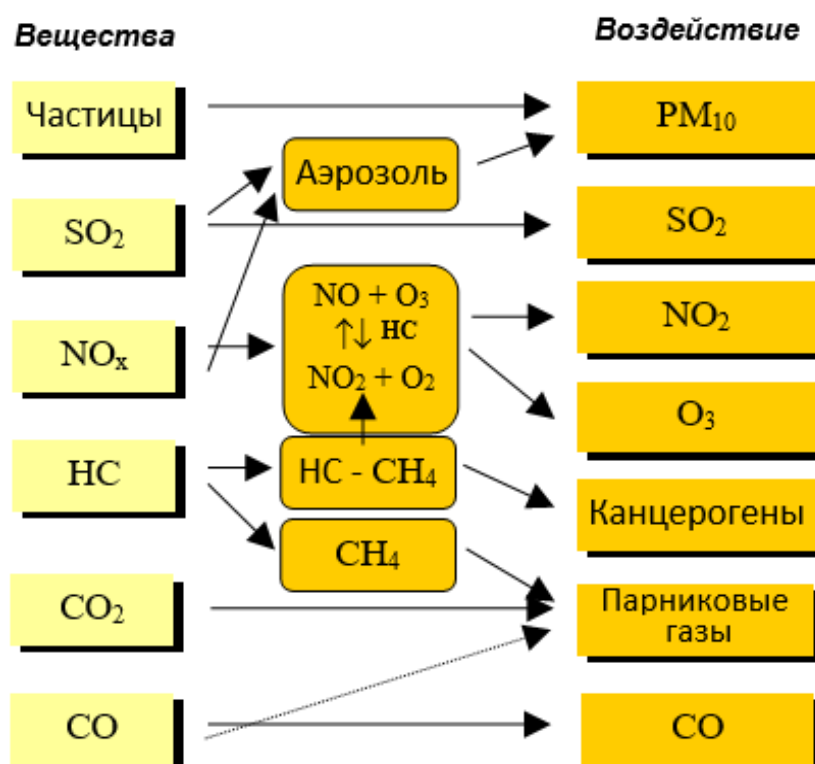 Вещества
Воздействие
Частицы
PM₁₀
Аэрозоль
SO₂
SO₂
NO + O₃
↑↓ HC
NO₂ + O₂
NO₂
NOₓ
O₃
HC
HC - CH₄
Канцерогены
CH₄
CO₂
Парниковые
газы
CO
CO